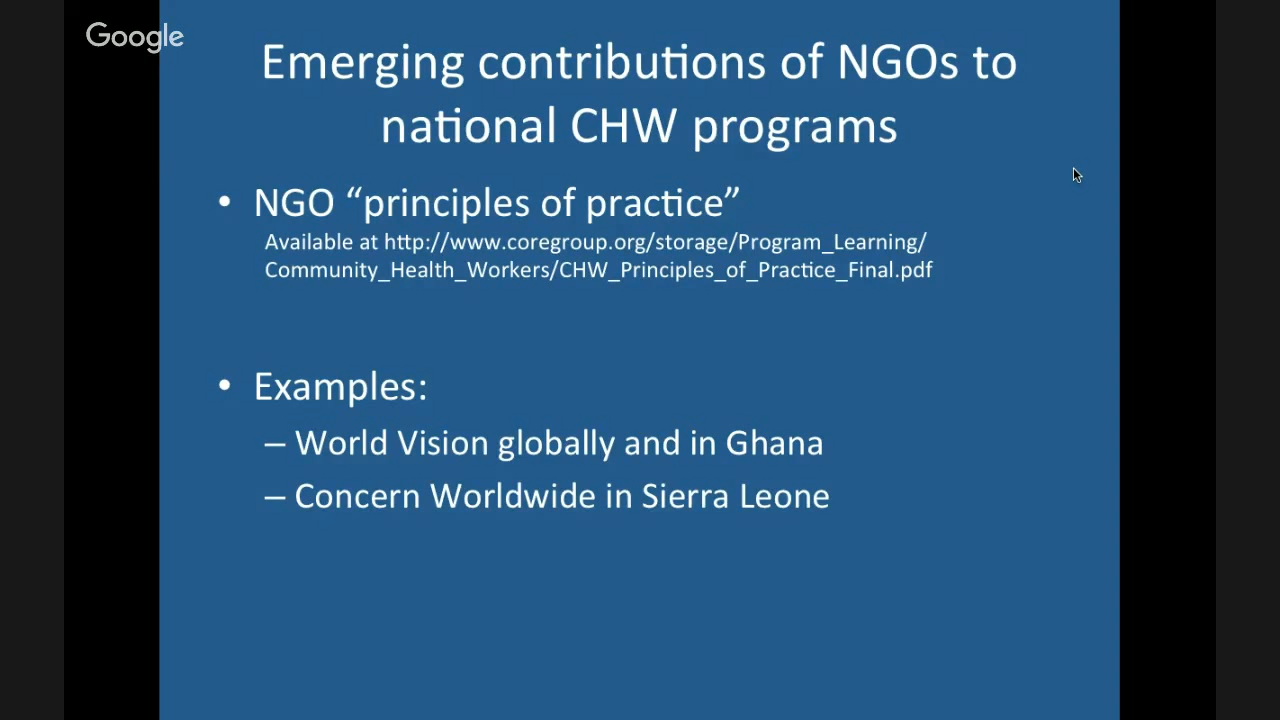 Google
Emerging contributions of NGOs to
national CHW programs
• NGO “principles of practice”
Available at http://www.coregroup.org/storage/Program_Learning/
Community_Health_Workers/CHW_Principles_of_Practice_Final.pdf
• Examples:
– World Vision globally and in Ghana
– Concern Worldwide in Sierra Leone